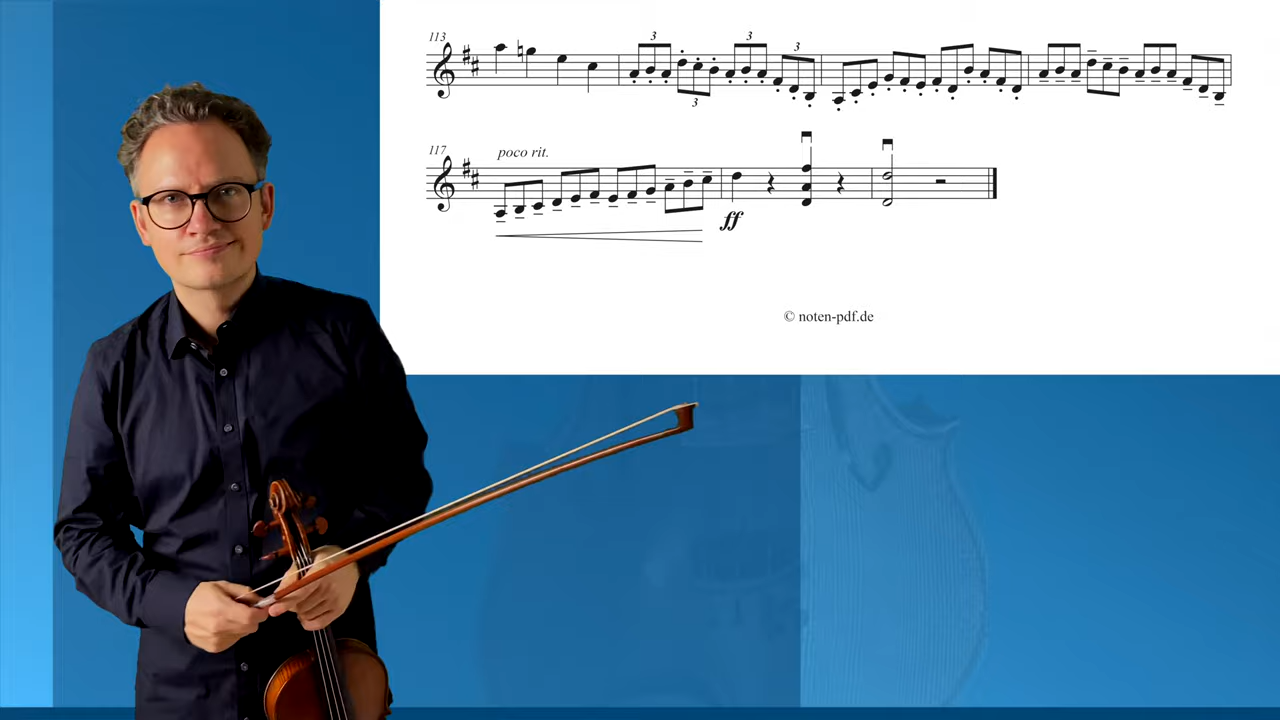 113
3
3
3
3
117
poco rit.
ff
© noten-pdf.de